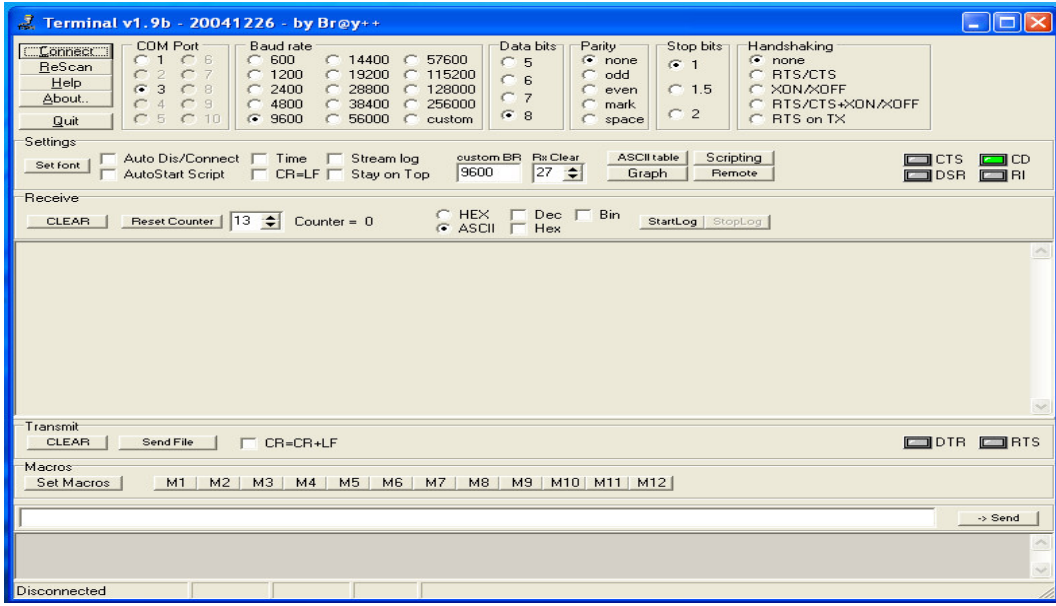 Terminal v1.9b - 20041226 - by Br@y++
Connect
ReScan
Help
About..
Quit
COM Port
1 6
2 7
3 8
4 9
5 10
Baud rate
600 14400 57600
1200 19200 115200
2400 28800 128000
4800 38400 256000
9600 56000 custom
Data bits
5
6
7
8
Parity
none
odd
even
mark
space
Stop bits
1
1.5
2
Handshaking
none
RTS/CTS
XON/XOFF
RTS/CTS+XON/XOFF
RTS on TX
Settings
Set font
Auto Dis/Connect Time Stream log
AutoStart Script CR=LF Stay on Top
custom BR Rx Clear
9600 27
ASCII table Scripting
Graph Remote
CTS CD
DSR RI
Receive
CLEAR Reset Counter 13 Counter = 0
HEX Dec Bin
ASCII Hex
StartLog StopLog
Transmit
CLEAR Send File CR=CR+LF DTR RTS
Macros
Set Macros M1 M2 M3 M4 M5 M6 M7 M8 M9 M10 M11 M12
-> Send
Disconnected